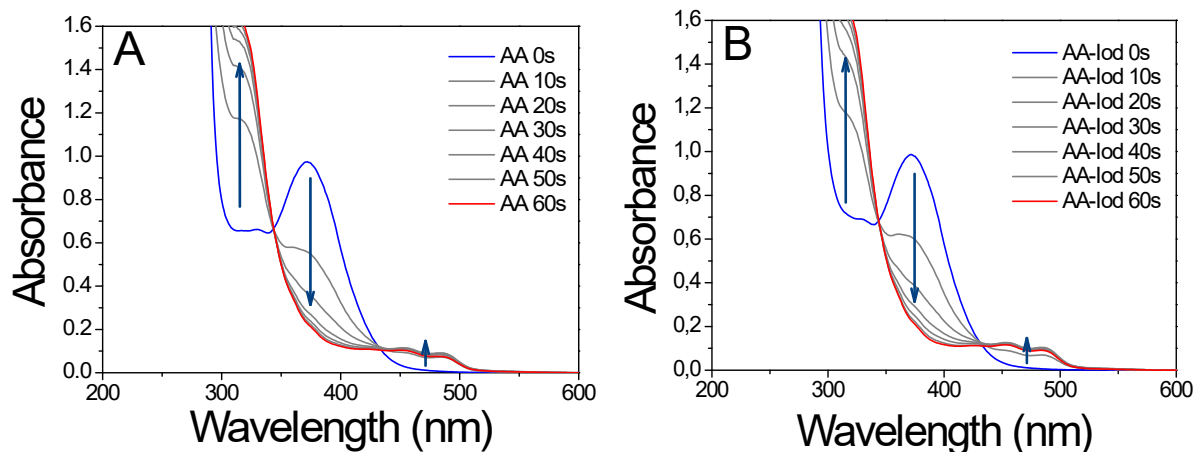 A
AA 0s
AA 10s
AA 20s
AA 30s
AA 40s
AA 50s
AA 60s
1.6
1.4
1.2
1.0
0.8
0.6
0.4
0.2
0.0
200
300
400
500
600
Absorbance
Wavelength (nm)
B
AA-Iod 0s
AA-Iod 10s
AA-Iod 20s
AA-Iod 30s
AA-Iod 40s
AA-Iod 50s
AA-Iod 60s
1,6
1,4
1,2
1,0
0,8
0,6
0,4
0,2
0,0
200
300
400
500
600
Absorbance
Wavelength (nm)